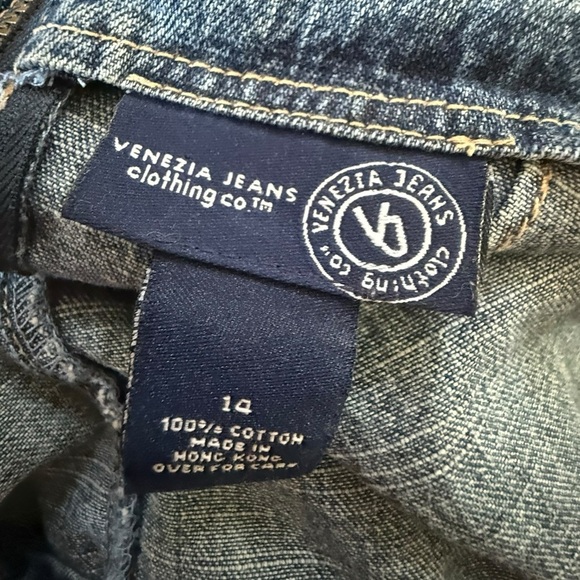 VENEZIA JEANS
clothing co.™
VENEZIA JEANS
clothing co.
VJ
14
100% COTTON
MADE IN
HONG KONG
OVER FOR CARE